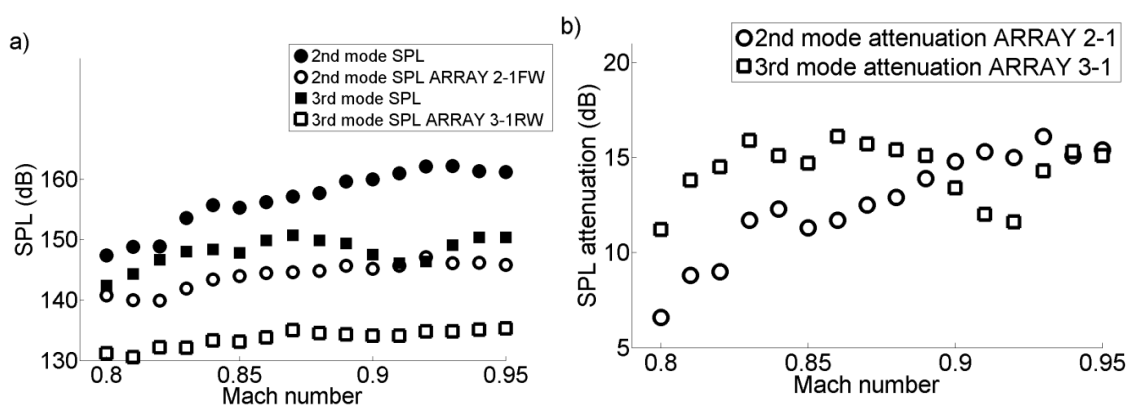 a)
2nd mode SPL
2nd mode SPL ARRAY 2-1FW
3rd mode SPL
3rd mode SPL ARRAY 3-1RW
SPL (dB)
160
150
140
130
0.8 0.85 0.9 0.95
Mach number
b)
2nd mode attenuation ARRAY 2-1
3rd mode attenuation ARRAY 3-1
SPL attenuation (dB)
20
15
10
5
0.8 0.85 0.9 0.95
Mach number